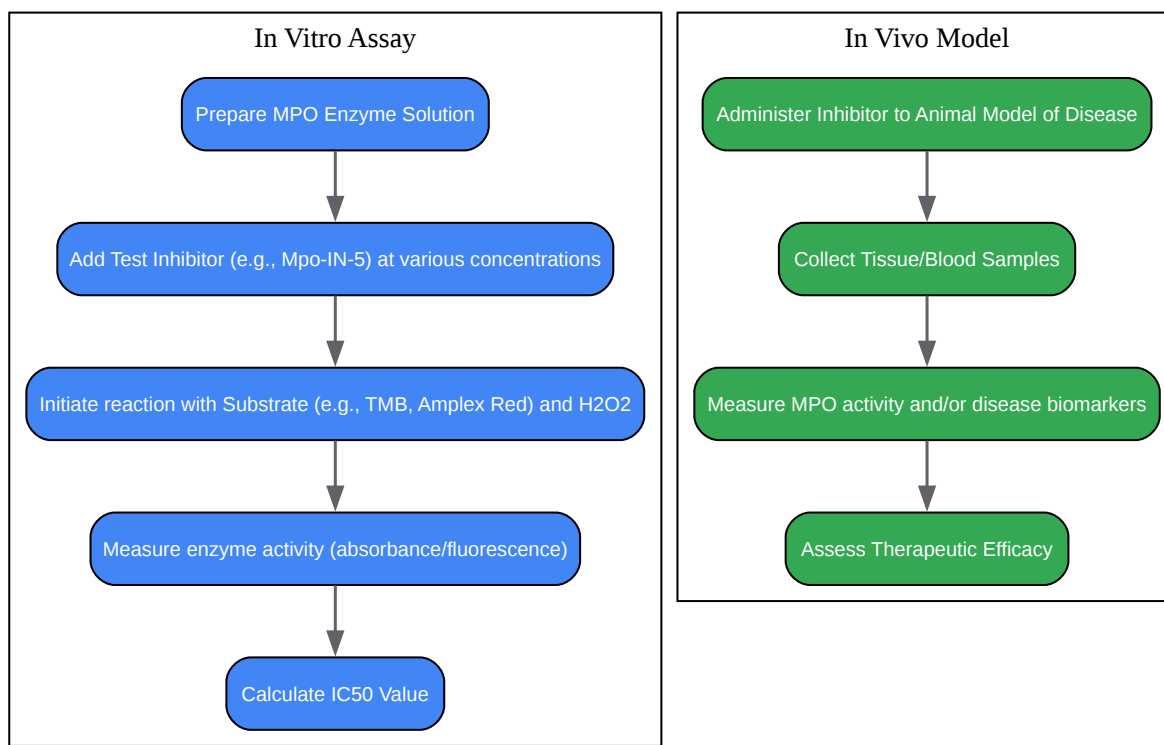 In Vitro Assay
Prepare MPO Enzyme Solution
Add Test Inhibitor (e.g., Mpo-IN-5) at various concentrations
Initiate reaction with Substrate (e.g., TMB, Amplex Red) and H2O2
Measure enzyme activity (absorbance/fluorescence)
Calculate IC50 Value
In Vivo Model
Administer Inhibitor to Animal Model of Disease
Collect Tissue/Blood Samples
Measure MPO activity and/or disease biomarkers
Assess Therapeutic Efficacy